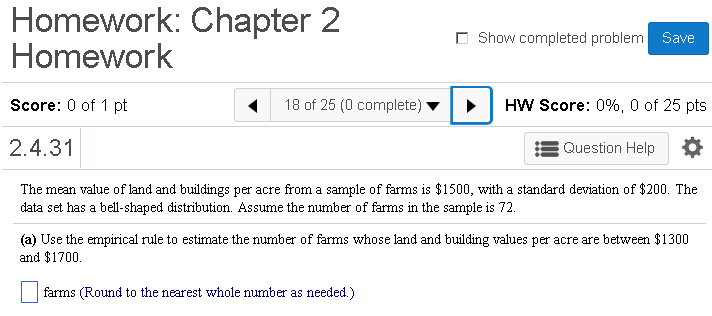 Homework: Chapter 2
Homework
Show completed problem
Save
Score: 0 of 1 pt
18 of 25 (0 complete)
HW Score: 0%, 0 of 25 pts
2.4.31
Question Help
The mean value of land and buildings per acre from a sample of farms is $1500, with a standard deviation of $200. The
data set has a bell-shaped distribution. Assume the number of farms in the sample is 72.
(a) Use the empirical rule to estimate the number of farms whose land and building values per acre are between $1300
and $1700.
farms (Round to the nearest whole number as needed.)